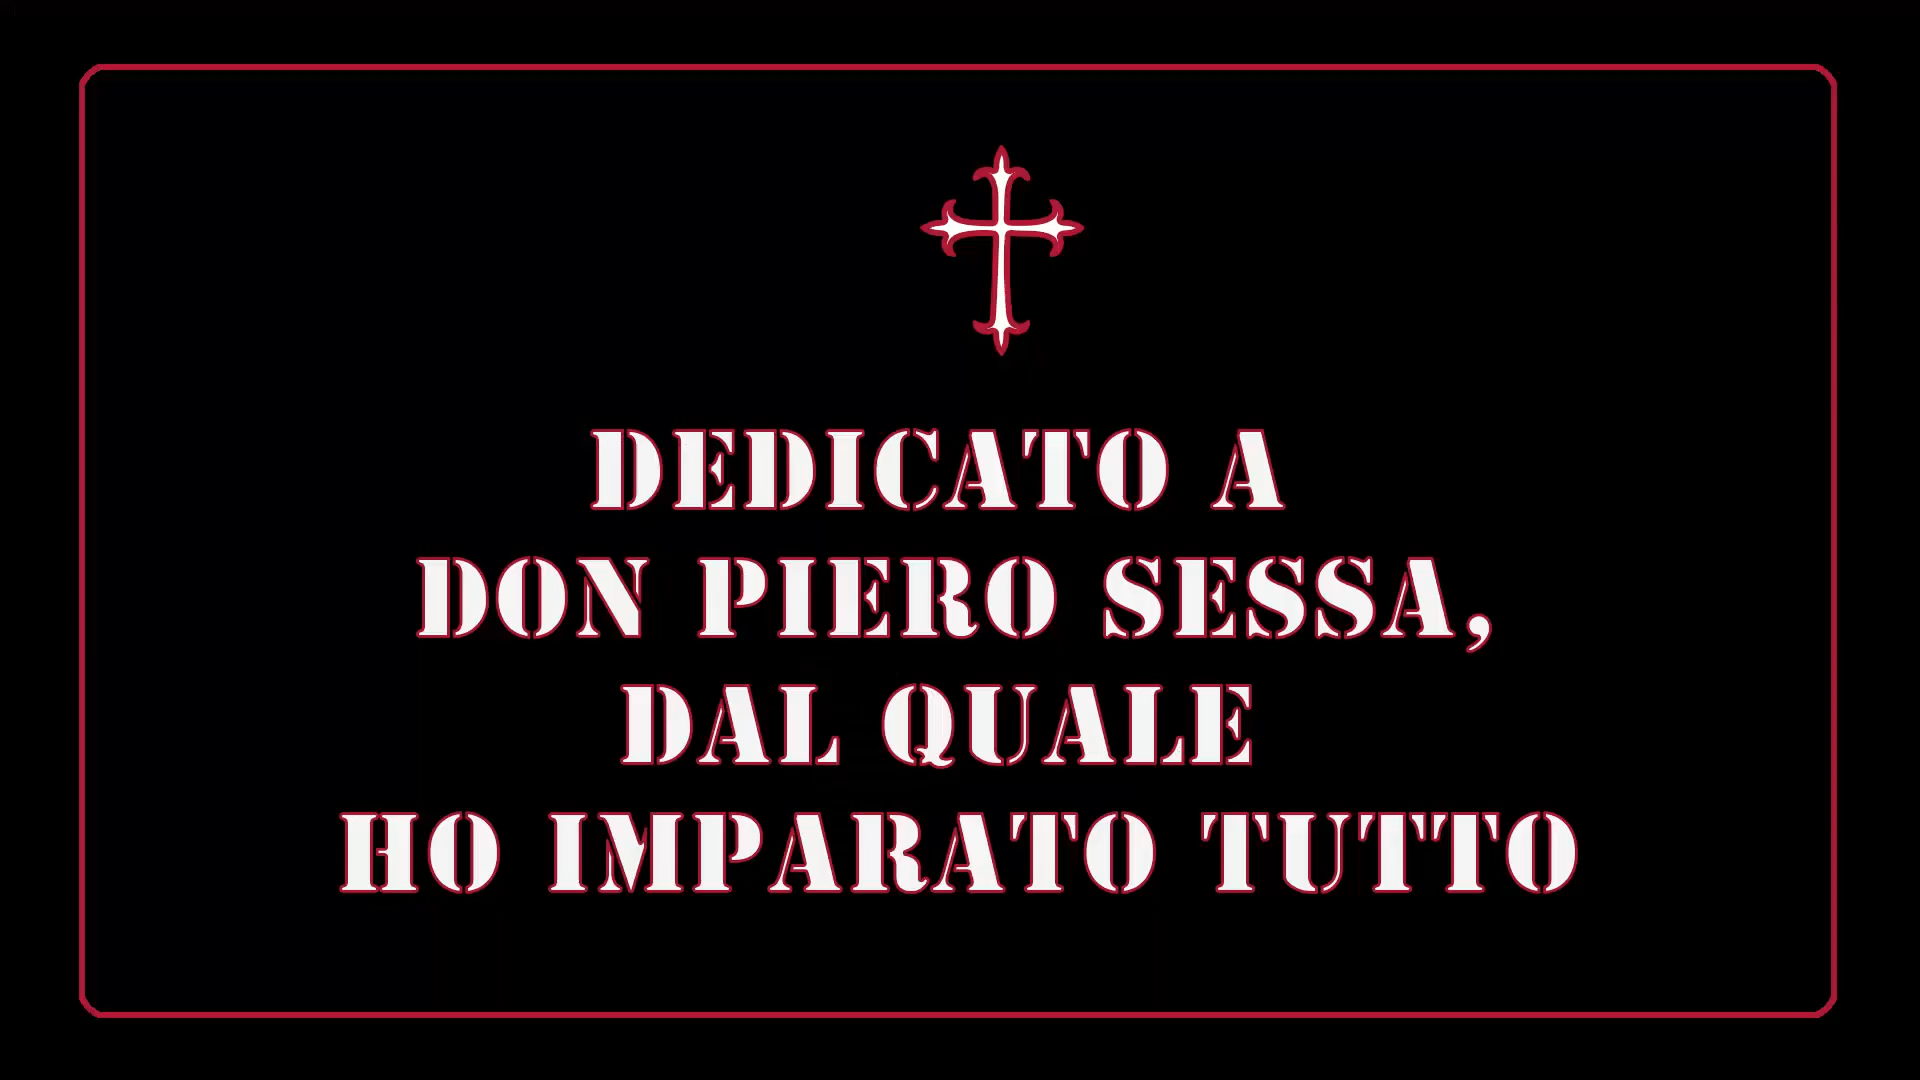 DEDICATO A
DON PIERO SESSA,
DAL QUALE
HO IMPARATO TUTTO